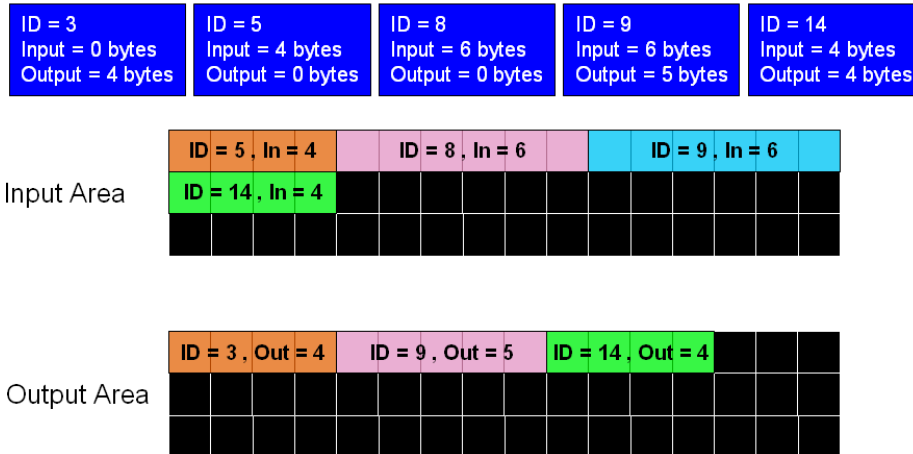 ID = 3
Input = 0 bytes
Output = 4 bytes
ID = 5
Input = 4 bytes
Output = 0 bytes
ID = 8
Input = 6 bytes
Output = 0 bytes
ID = 9
Input = 6 bytes
Output = 5 bytes
ID = 14
Input = 4 bytes
Output = 4 bytes
ID = 5 , In = 4
ID = 8 , In = 6
ID = 9 , In = 6
Input Area
ID = 14 , In = 4
ID = 3 , Out = 4
ID = 9 , Out = 5
ID = 14 , Out = 4
Output Area